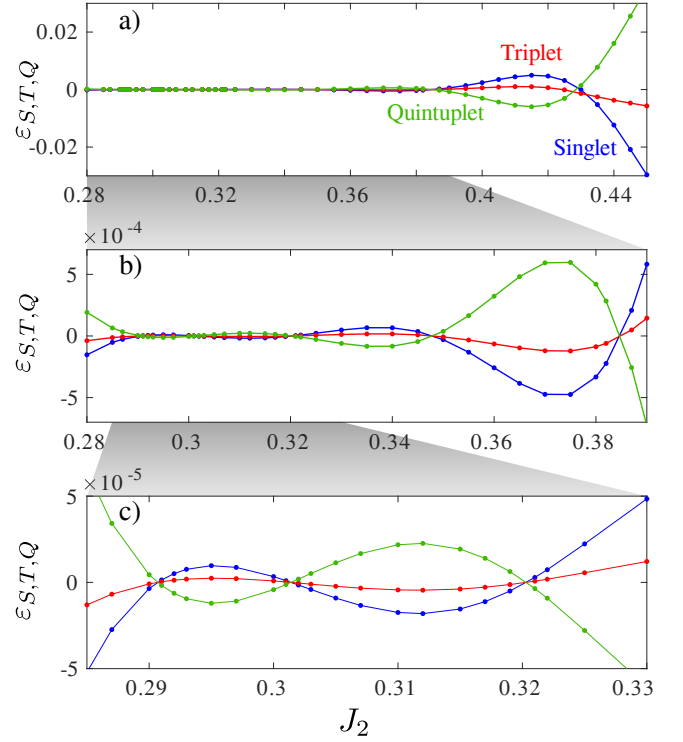 a)
0.02
0
-0.02
ε_{S,T,Q}
Triplet
Quintuplet
Singlet
0.28 0.32 0.36 0.4 0.44
×10^{-4}
b)
5
0
-5
ε_{S,T,Q}
0.28 0.3 0.32 0.34 0.36 0.38
×10^{-5}
c)
5
0
-5
ε_{S,T,Q}
0.29 0.3 0.31 0.32 0.33
J_2